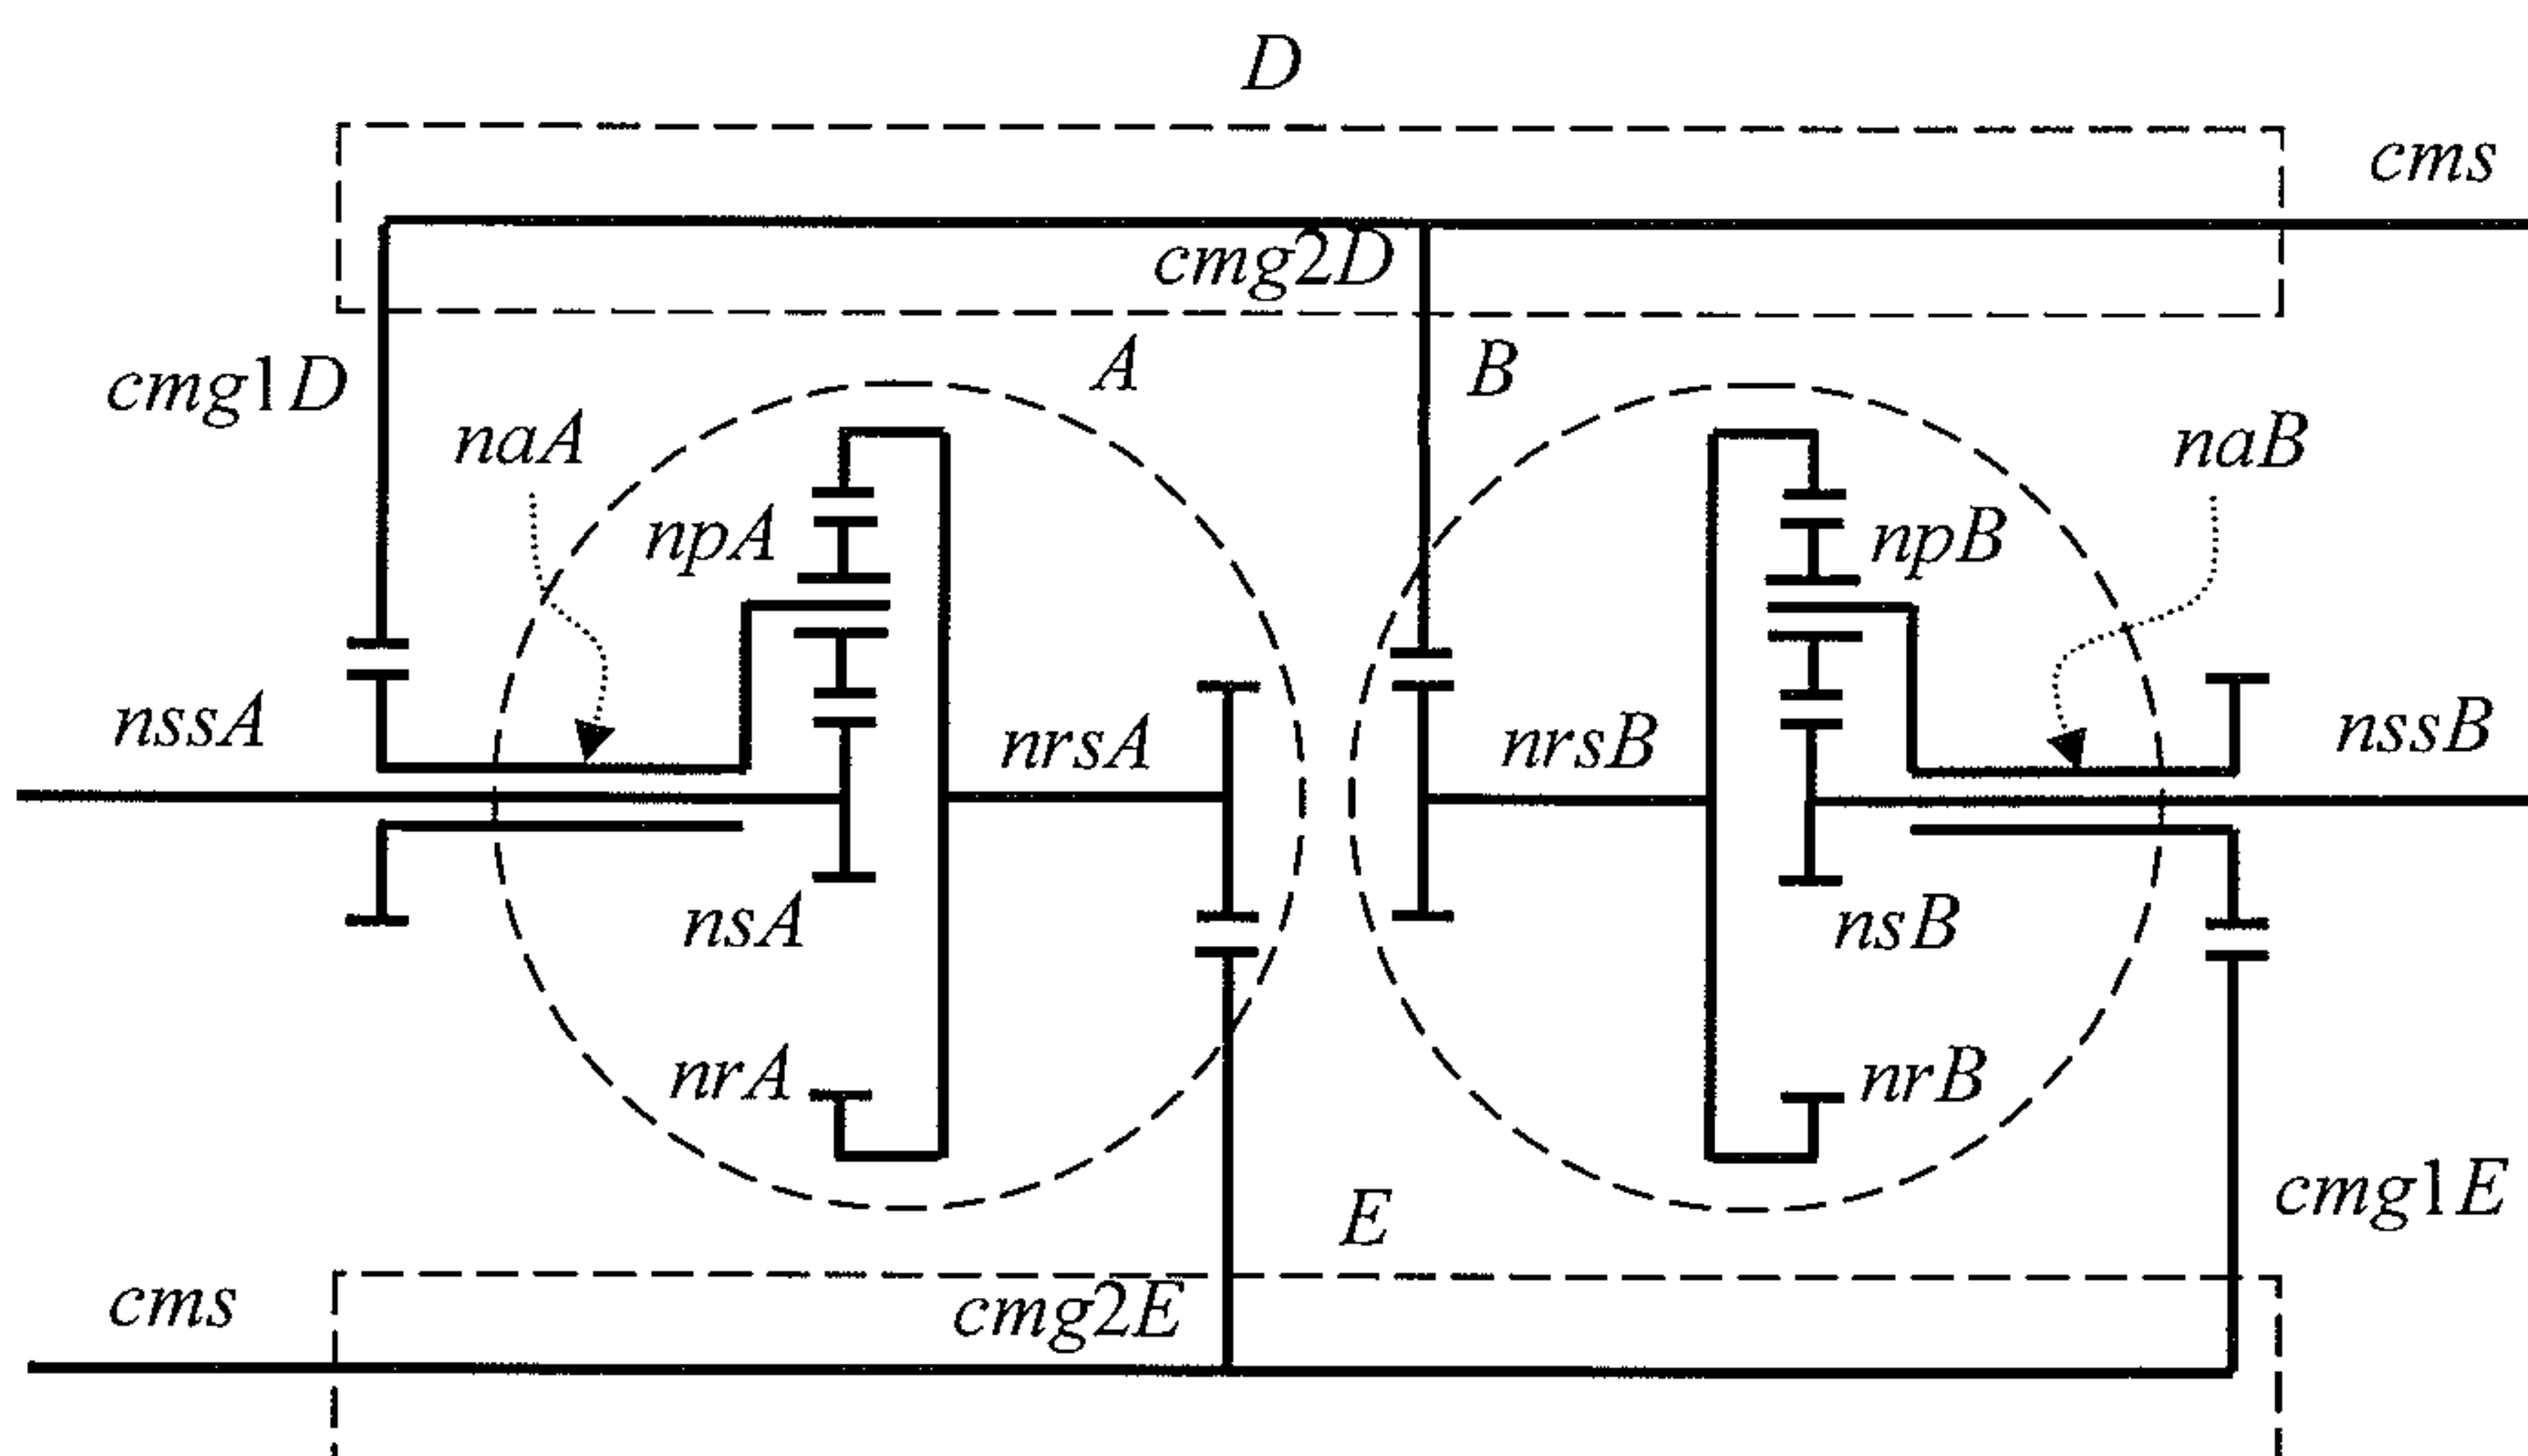 D
cms
cmg2D
A
B
cmg1D
naA
naB
npA
npB
nssA
nrsA
nrsB
nssB
nsA
nsB
nrA
nrB
cmg1E
E
cms
cmg2E